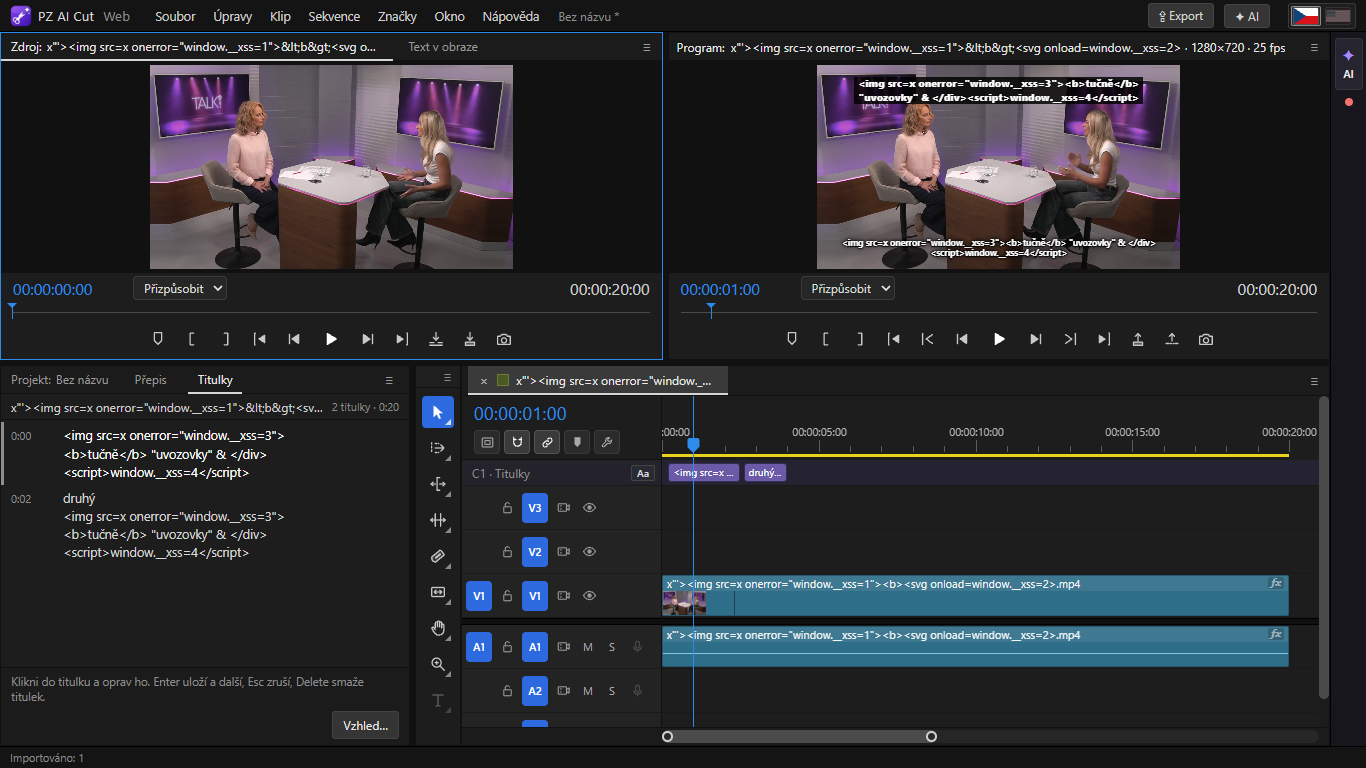 PZ AI Cut Web Soubor Úpravy Klip Sekvence Značky Okno Nápověda Bez názvu * Export AI
Zdroj: x"'><img src=x onerror="window.__xss=1">&lt;b&gt;<svg o... Text v obraze
Program: x"'><img src=x onerror="window.__xss=1">&lt;b&gt;<svg onload=window.__xss=2> · 1280×720 · 25 fps
AI
TALK!
<img src=x onerror="window.__xss=3"><b>tučně</b>
"uvozovky" & </div><script>window.__xss=4</script>
<img src=x onerror="window.__xss=3"><b>tučně</b> "uvozovky" & </div>
<script>window.__xss=4</script>
00:00:00:00 Přizpůsobit 00:00:20:00
00:00:01:00 Přizpůsobit 00:00:20:00
Projekt: Bez názvu Přepis Titulky
x"'><img src=x onerror="window.__xss=1">&lt;b&gt;<sv... 2 titulky · 0:20
0:00 <img src=x onerror="window.__xss=3">
<b>tučně</b> "uvozovky" & </div>
<script>window.__xss=4</script>
0:02 druhý
<img src=x onerror="window.__xss=3">
<b>tučně</b> "uvozovky" & </div>
<script>window.__xss=4</script>
Klikni do titulku a oprav ho. Enter uloží a další, Esc zruší, Delete smaže
titulek.
Vzhled...
× x"'><img src=x onerror="window._...
00:00:01:00
:00:00 00:00:05:00 00:00:10:00 00:00:15:00 00:00:20:00
C1 · Titulky Aa <img src=x ... druhý...
V3
V2
V1 V1 x"'><img src=x onerror="window.__xss=1"><b><svg onload=window.__xss=2>.mp4 fx
A1 A1 M S x"'><img src=x onerror="window.__xss=1"><b><svg onload=window.__xss=2>.mp4 fx
A2 M S
Importováno: 1